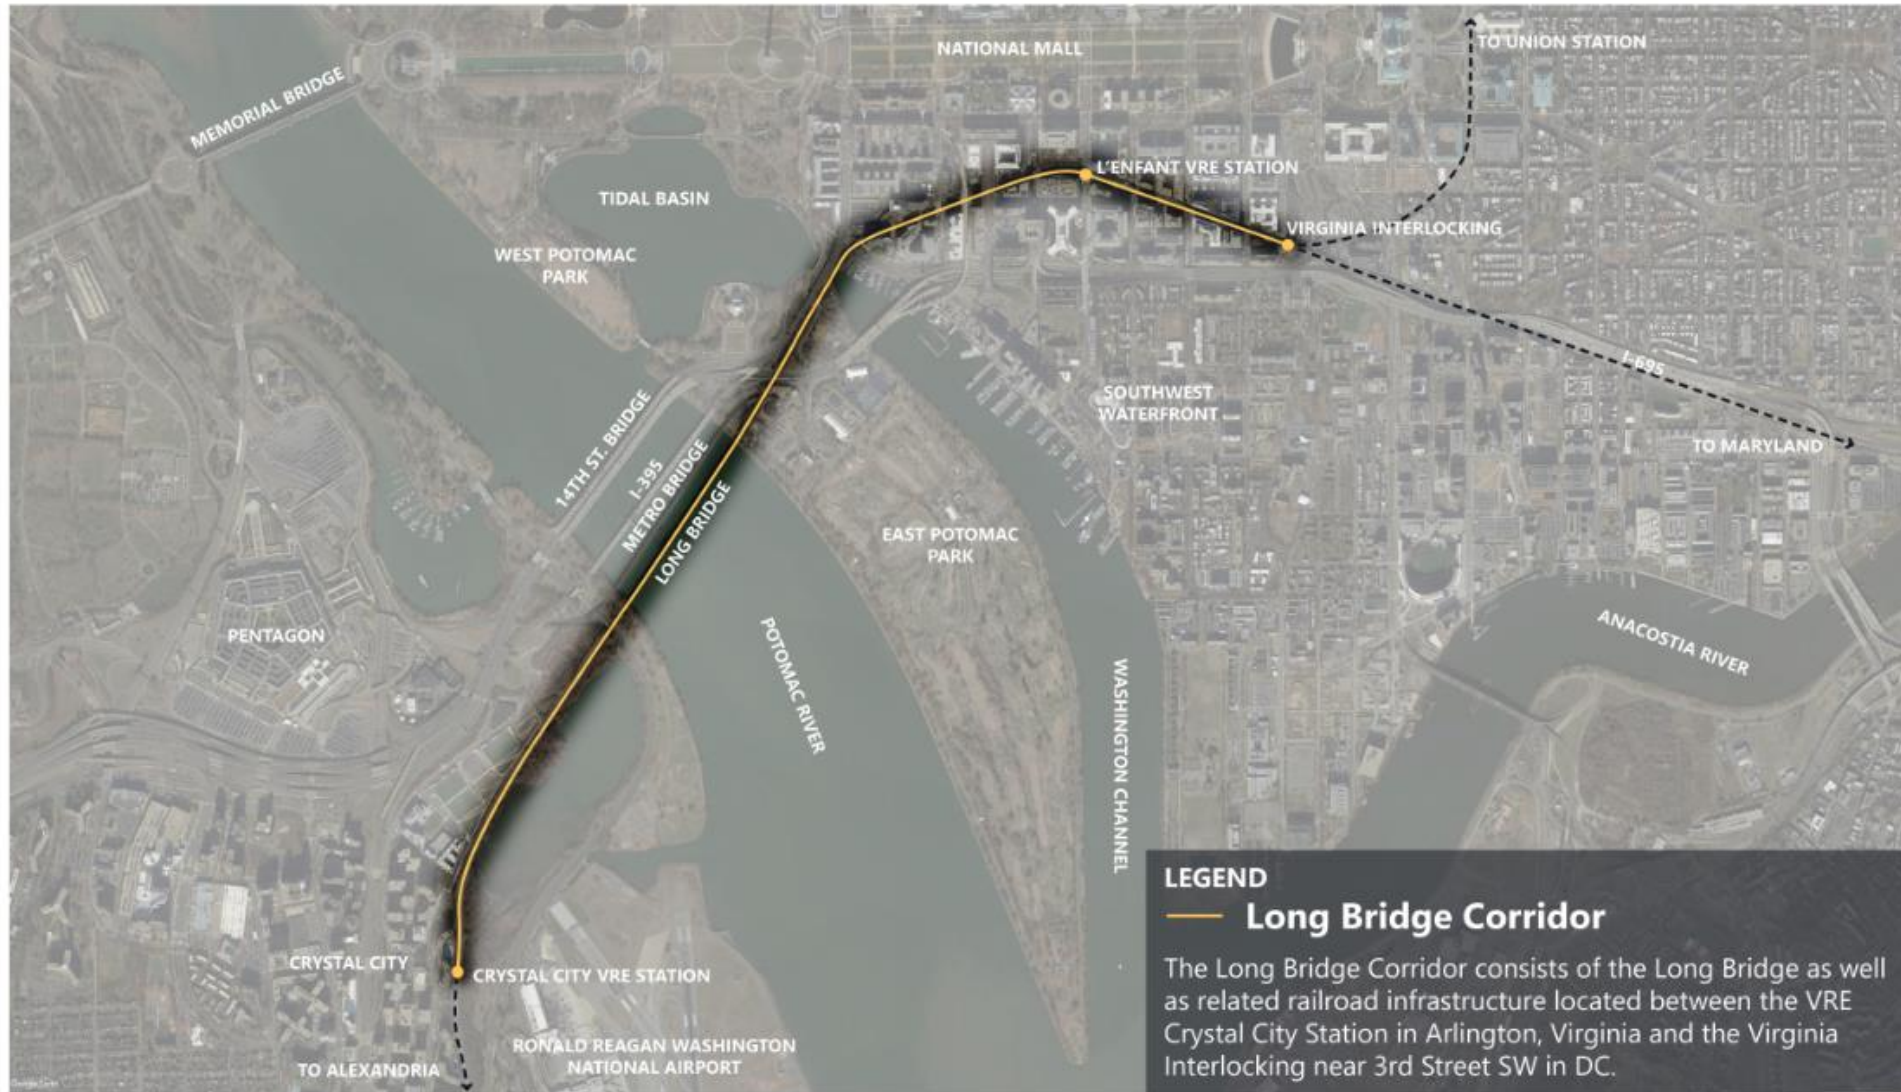 NATIONAL MALL
TO UNION STATION
MEMORIAL BRIDGE
L'ENFANT VRE STATION
TIDAL BASIN
VIRGINIA INTERLOCKING
WEST POTOMAC
PARK
I-695
SOUTHWEST
WATERFRONT
14TH ST. BRIDGE
I-395
METRO BRIDGE
LONG BRIDGE
TO MARYLAND
EAST POTOMAC
PARK
PENTAGON
POTOMAC RIVER
ANACOSTIA RIVER
WASHINGTON CHANNEL
CRYSTAL CITY
CRYSTAL CITY VRE STATION
RONALD REAGAN WASHINGTON
NATIONAL AIRPORT
TO ALEXANDRIA
LEGEND
Long Bridge Corridor
The Long Bridge Corridor consists of the Long Bridge as well
as related railroad infrastructure located between the VRE
Crystal City Station in Arlington, Virginia and the Virginia
Interlocking near 3rd Street SW in DC.